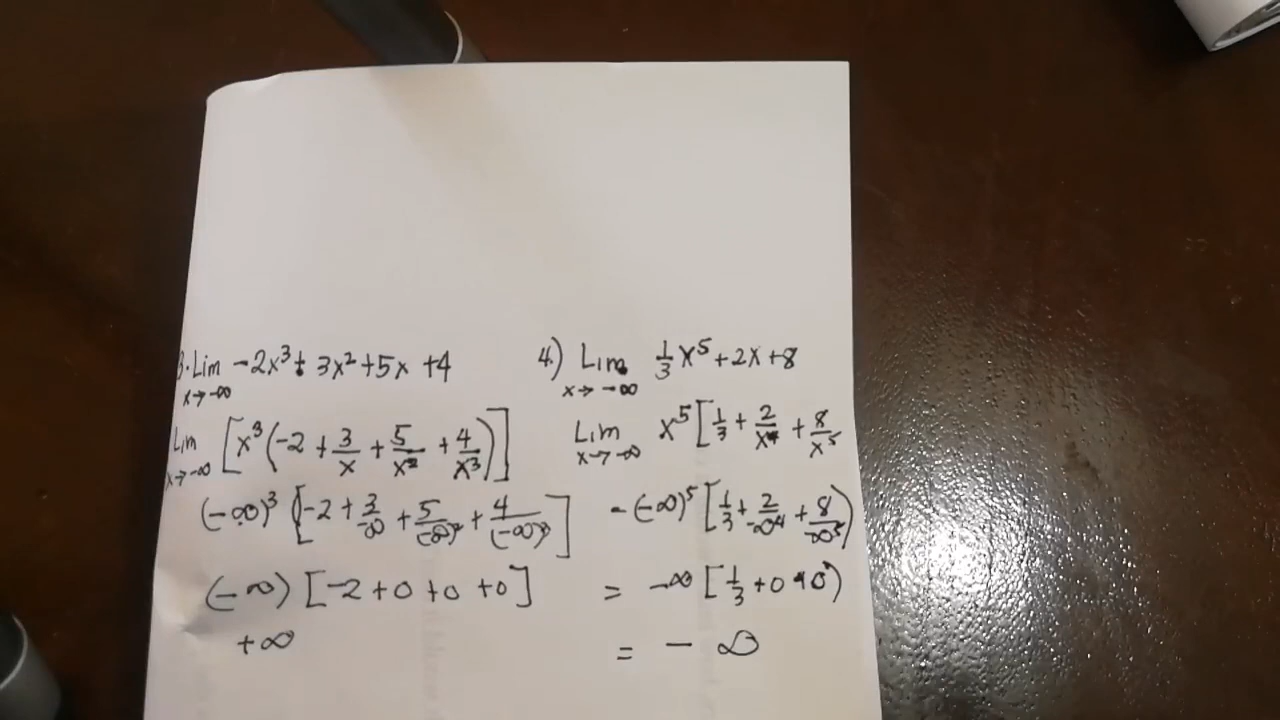 3. Lim -2x³ + 3x² + 5x + 4
x → -∞
Lim [x³(-2 + 3/x + 5/x² + 4/x³)]
x → -∞
(-∞)³ [-2 + 3/-∞ + 5/(-∞)² + 4/(-∞)³]
(-∞) [-2 + 0 + 0 + 0]
+∞
4.) Lim 1/3 x⁵ + 2x + 8
x → -∞
Lim x⁵ [1/3 + 2/x⁴ + 8/x⁵
x → -∞
- (-∞)⁵ [1/3 + 2/-∞⁴ + 8/-∞⁵)
= -∞ [1/3 + 0 + 0)
= - ∞